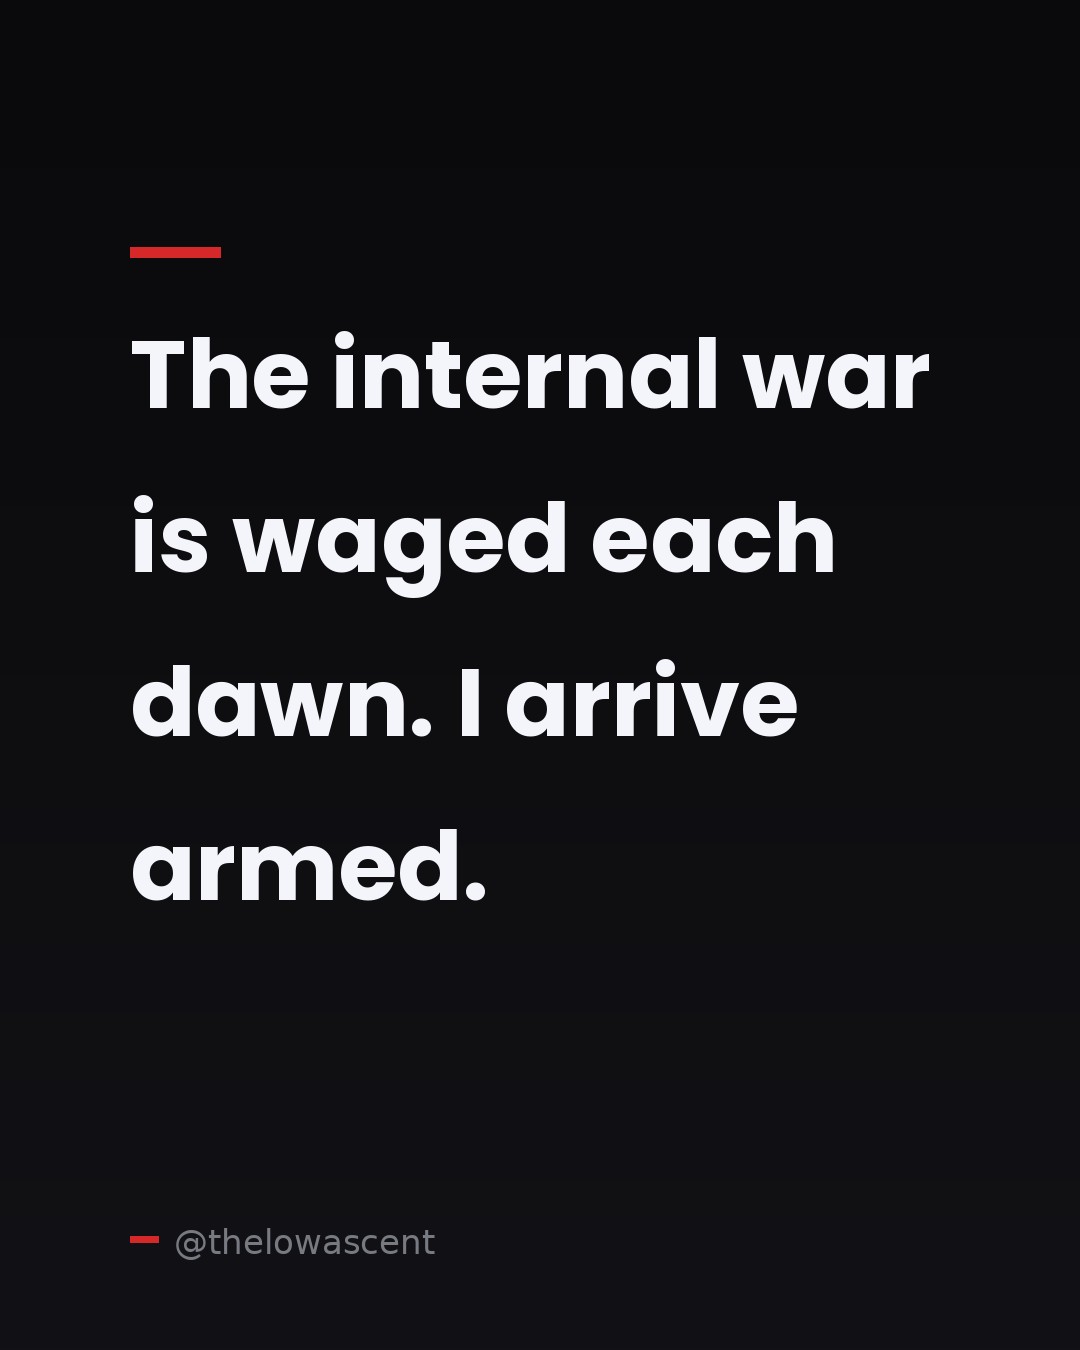 The internal war
is waged each
dawn. I arrive
armed.
@thelowascent